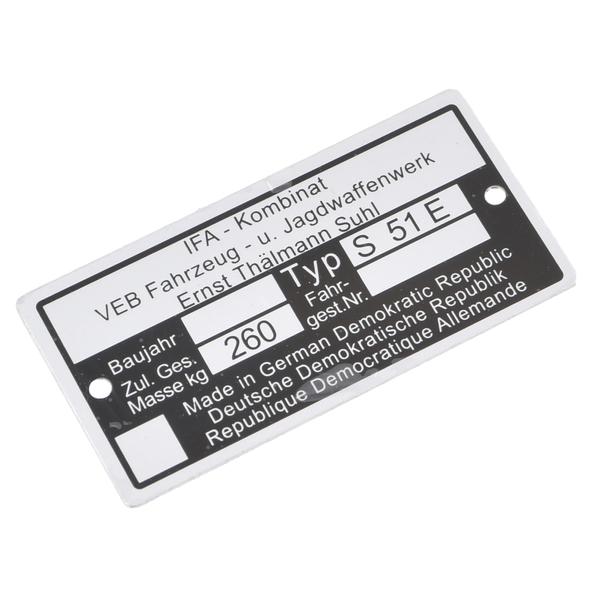 IFA - Kombinat
VEB Fahrzeug - u. Jagdwaffenwerk
Ernst Thälmann Suhl
Baujahr
Typ S 51 E
Zul. Ges.
Masse kg 260
Fahr-
gest.Nr.
Made in German Demokratic Republic
Deutsche Demokratische Republik
Republique Democratique Allemande